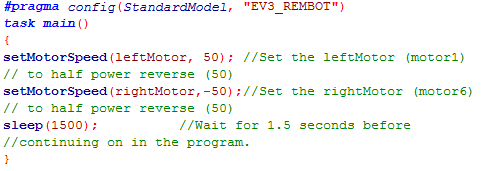 #pragma config(StandardModel, "EV3_REMBOT")
task main()
{
setMotorSpeed(leftMotor, 50); //Set the leftMotor (motor1)
// to half power reverse (50)
setMotorSpeed(rightMotor,-50);//Set the rightMotor (motor6)
// to half power reverse (50)
sleep(1500);          //Wait for 1.5 seconds before
//continuing on in the program.
}